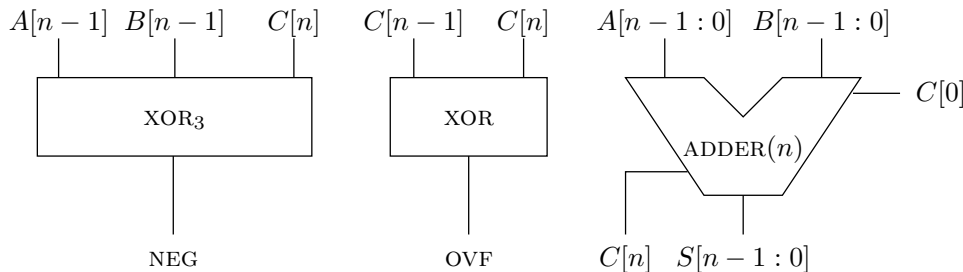 A[n − 1] B[n − 1] C[n] C[n − 1] C[n] A[n − 1 : 0] B[n − 1 : 0]
C[0]
XOR₃ XOR
ADDER(n)
NEG OVF C[n] S[n − 1 : 0]